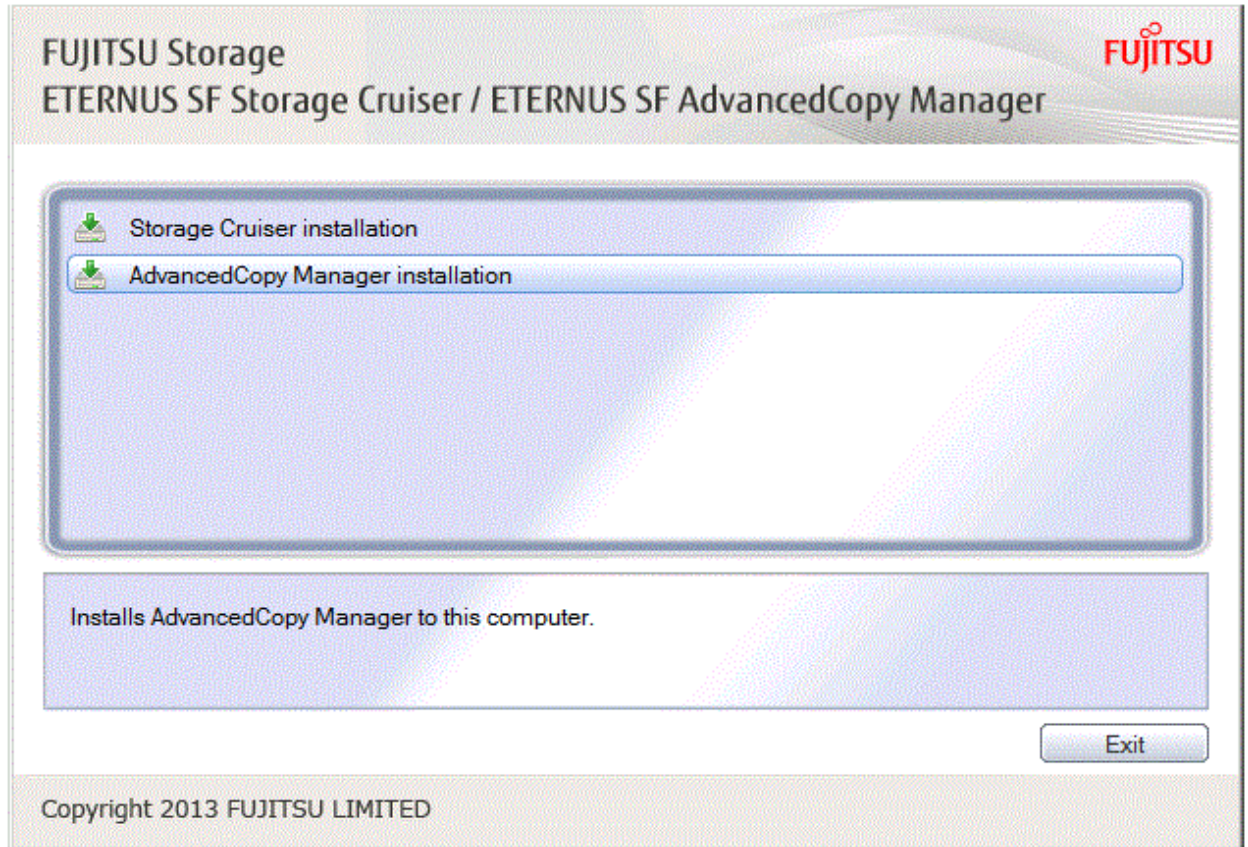 FUJITSU Storage
FUJITSU
ETERNUS SF Storage Cruiser / ETERNUS SF AdvancedCopy Manager
Storage Cruiser installation
AdvancedCopy Manager installation
Installs AdvancedCopy Manager to this computer.
Exit
Copyright 2013 FUJITSU LIMITED